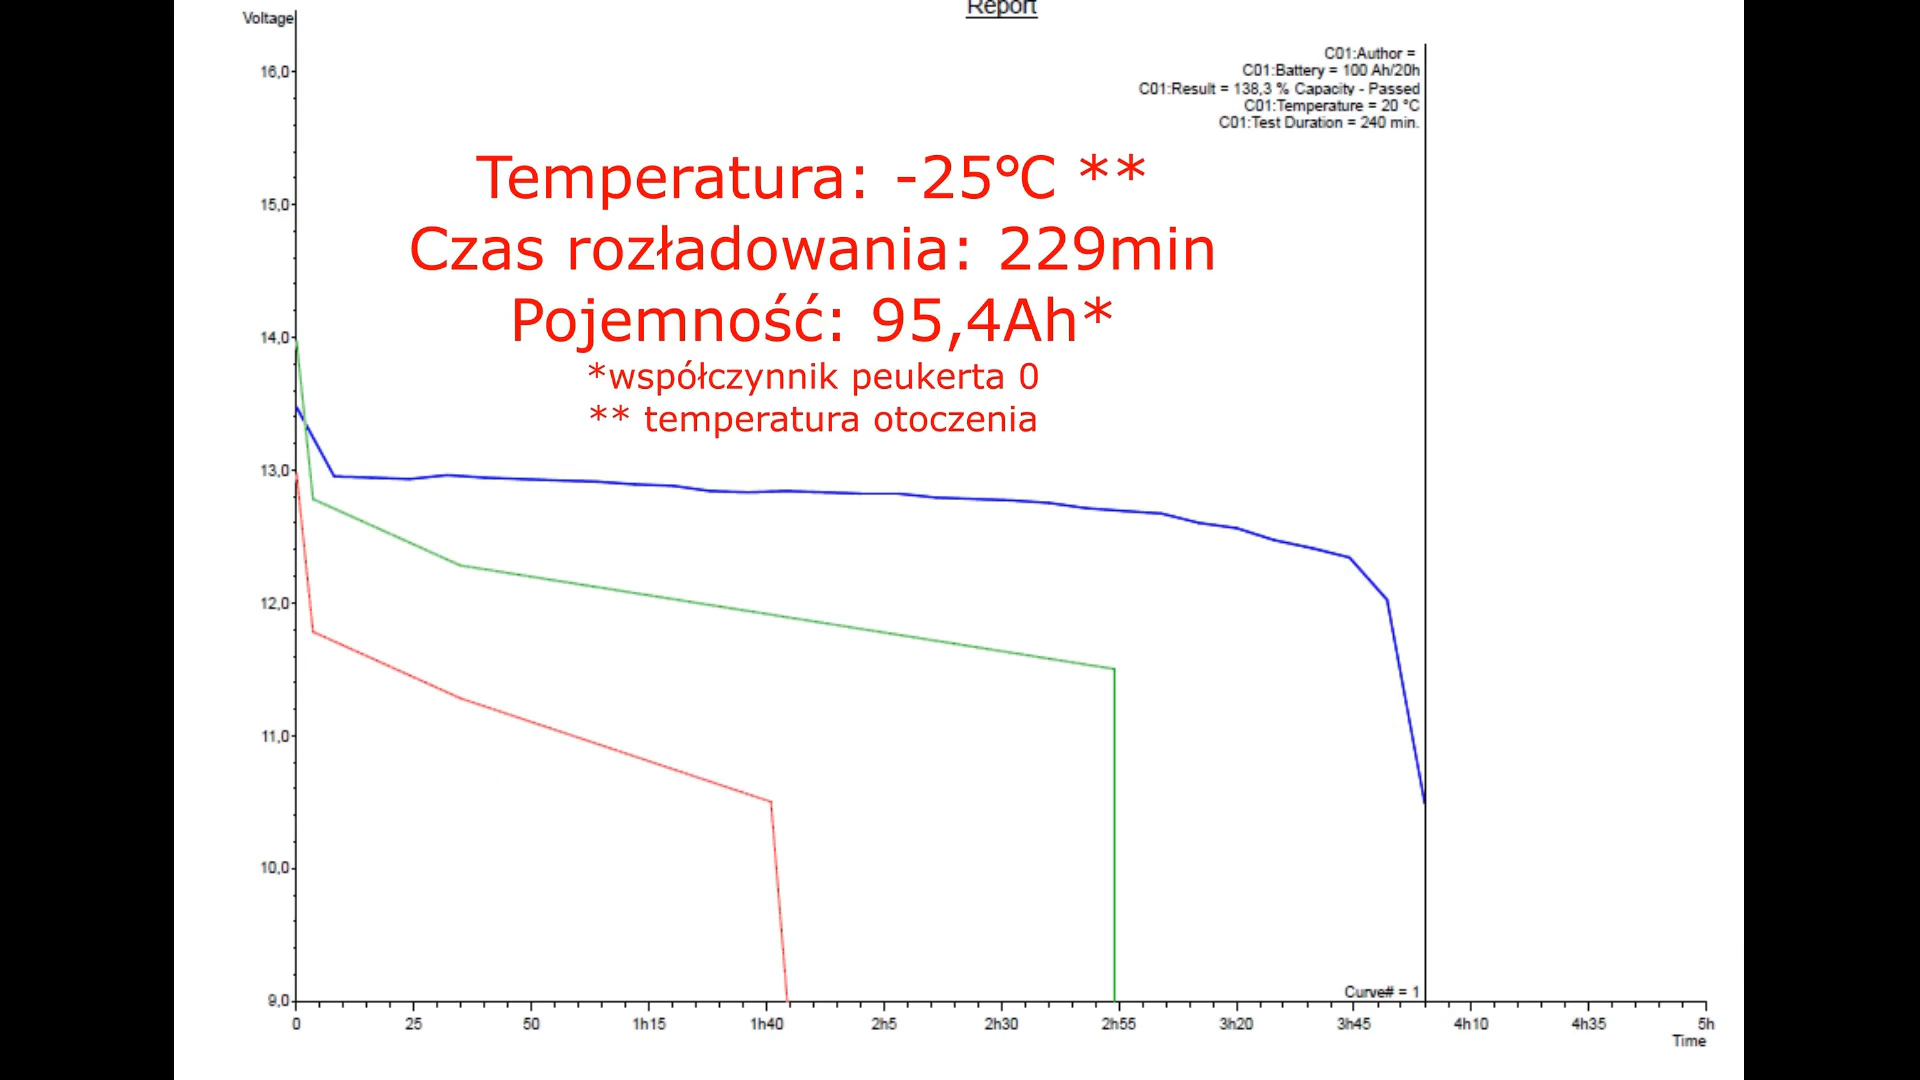 Report
Voltage
C01:Author =
C01:Battery = 100 Ah/20h
C01:Result = 138,3 % Capacity - Passed
C01:Temperature = 20 °C
C01:Test Duration = 240 min.
Temperatura: -25°C **
Czas rozładowania: 229min
Pojemność: 95,4Ah*
*współczynnik peukerta 0
** temperatura otoczenia
16,0
15,0
14,0
13,0
12,0
11,0
10,0
9,0
Curve# = 1
0 25 50 1h15 1h40 2h5 2h30 2h55 3h20 3h45 4h10 4h35 5h
Time